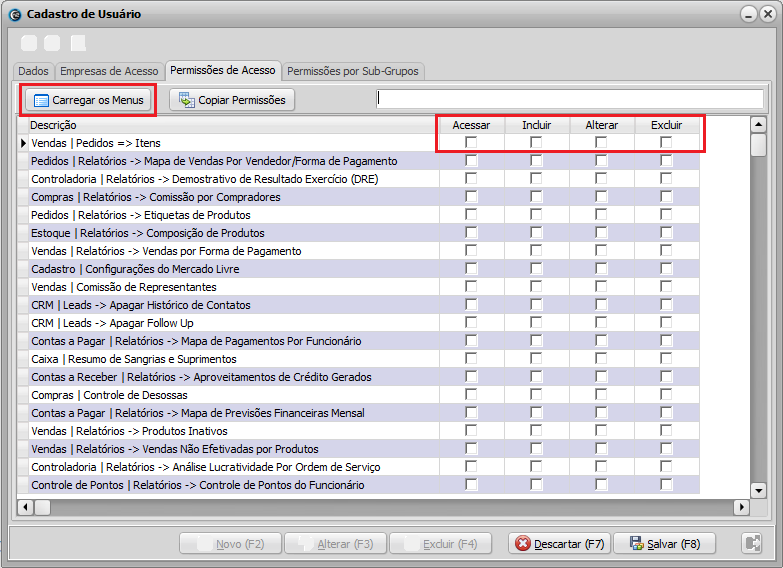 Cadastro de Usuário
Dados Empresas de Acesso Permissões de Acesso Permissões por Sub-Grupos
Carregar os Menus Copiar Permissões
Descrição Acessar Incluir Alterar Excluir
Vendas | Pedidos => Itens
Pedidos | Relatórios -> Mapa de Vendas Por Vendedor/Forma de Pagamento
Controladoria | Relatórios -> Demostrativo de Resultado Exercício (DRE)
Compras | Relatórios -> Comissão por Compradores
Pedidos | Relatórios -> Etiquetas de Produtos
Estoque | Relatórios -> Composição de Produtos
Vendas | Relatórios -> Vendas por Forma de Pagamento
Cadastro | Configurações do Mercado Livre
Vendas | Comissão de Representantes
CRM | Leads -> Apagar Histórico de Contatos
CRM | Leads -> Apagar Follow Up
Contas a Pagar | Relatórios -> Mapa de Pagamentos Por Funcionário
Caixa | Resumo de Sangrias e Suprimentos
Contas a Receber | Relatórios -> Aproveitamentos de Crédito Gerados
Compras | Controle de Desossas
Contas a Pagar | Relatórios -> Mapa de Previsões Financeiras Mensal
Vendas | Relatórios -> Produtos Inativos
Vendas | Relatórios -> Vendas Não Efetivadas por Produtos
Controladoria | Relatórios -> Análise Lucratividade Por Ordem de Serviço
Controle de Pontos | Relatórios -> Controle de Pontos do Funcionário
Novo (F2) Alterar (F3) Excluir (F4) Descartar (F7) Salvar (F8)